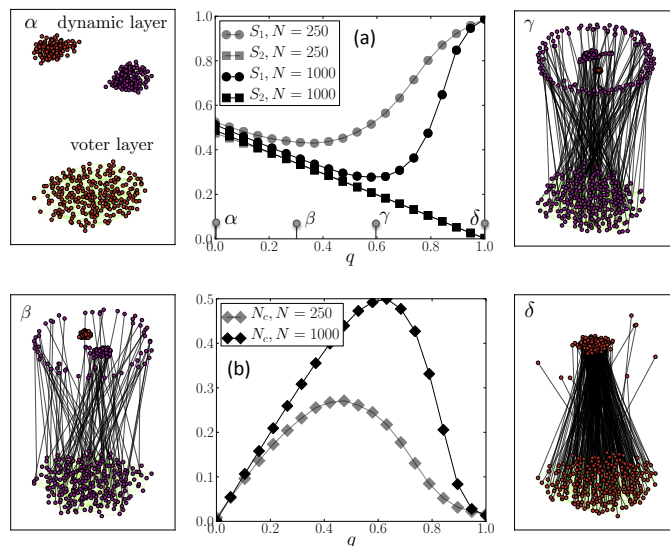 α dynamic layer
voter layer
1.0
0.8
0.6
0.4
0.2
0.0
S₁, N = 250
S₂, N = 250
S₁, N = 1000
S₂, N = 1000
(a)
α β γ δ
0.0 0.2 0.4 0.6 0.8 1.0
q
γ
β
0.5
0.4
0.3
0.2
0.1
0.0
N_c, N = 250
N_c, N = 1000
(b)
0.0 0.2 0.4 0.6 0.8 1.0
q
δ